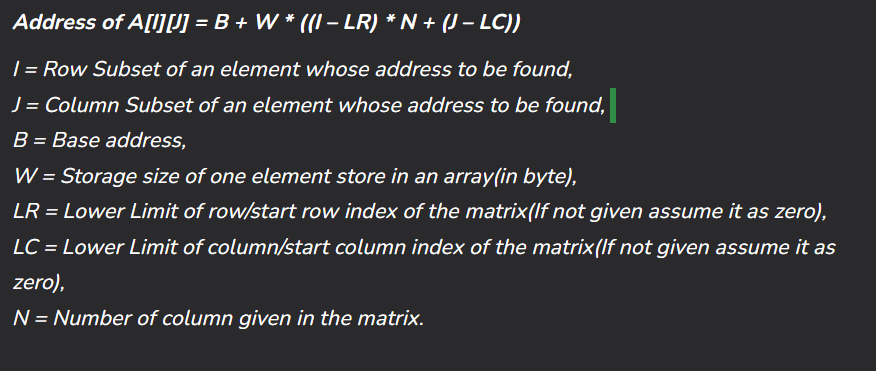 Address of A[I][J] = B + W * ((I – LR) * N + (J – LC))
I = Row Subset of an element whose address to be found,
J = Column Subset of an element whose address to be found,
B = Base address,
W = Storage size of one element store in an array(in byte),
LR = Lower Limit of row/start row index of the matrix(If not given assume it as zero),
LC = Lower Limit of column/start column index of the matrix(If not given assume it as
zero),
N = Number of column given in the matrix.